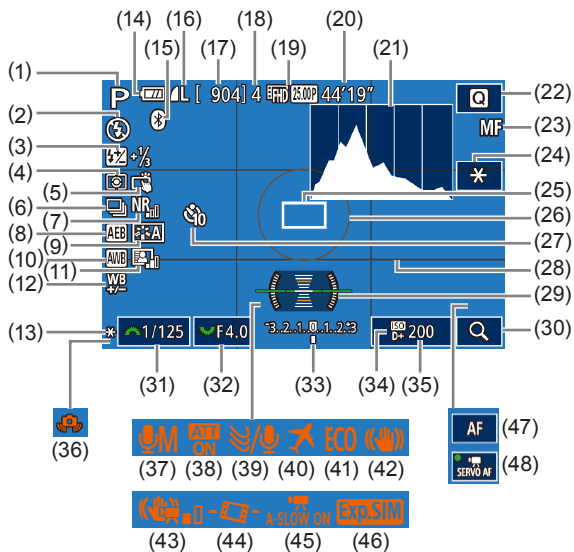 (14) (16) (18) (20)
(15) (17) (19) (21)
(1) P L [ 904] 4 FHD 25.00P 44'19" Q (22)
(2) MF (23)
(3) +1/3 (24)
(4) (25)
(5) (26)
(6) NR
(7) 10 (27)
(8) AEB A
(9) (28)
(10) AWB
(11) (29)
(12) WB +/-
(13) * 1/125 F4.0 -3..2..1..0..1..2.+3 ISO D+ 200 (30)
(31) (32) (33) (34) (35)
(36)
M ATT ON / ECO AF (47)
(37) (38) (39) (40) (41) (42) SERVO AF (48)
A-SLOW ON Exp.SIM
(43) (44) (45) (46)